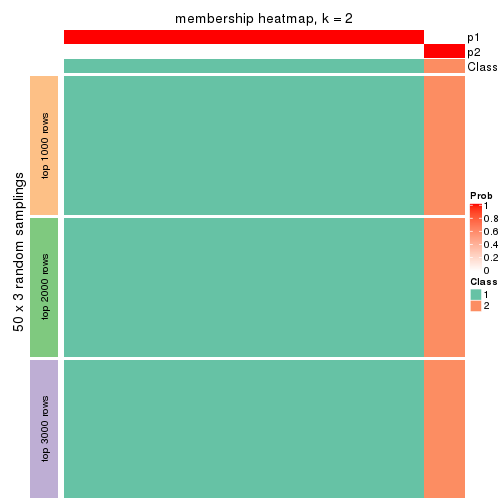 membership heatmap, k = 2
p1
p2
Class
50 x 3 random samplings
top 1000 rows
top 2000 rows
top 3000 rows
Prob
1
0.8
0.6
0.4
0.2
0
Class
1
2